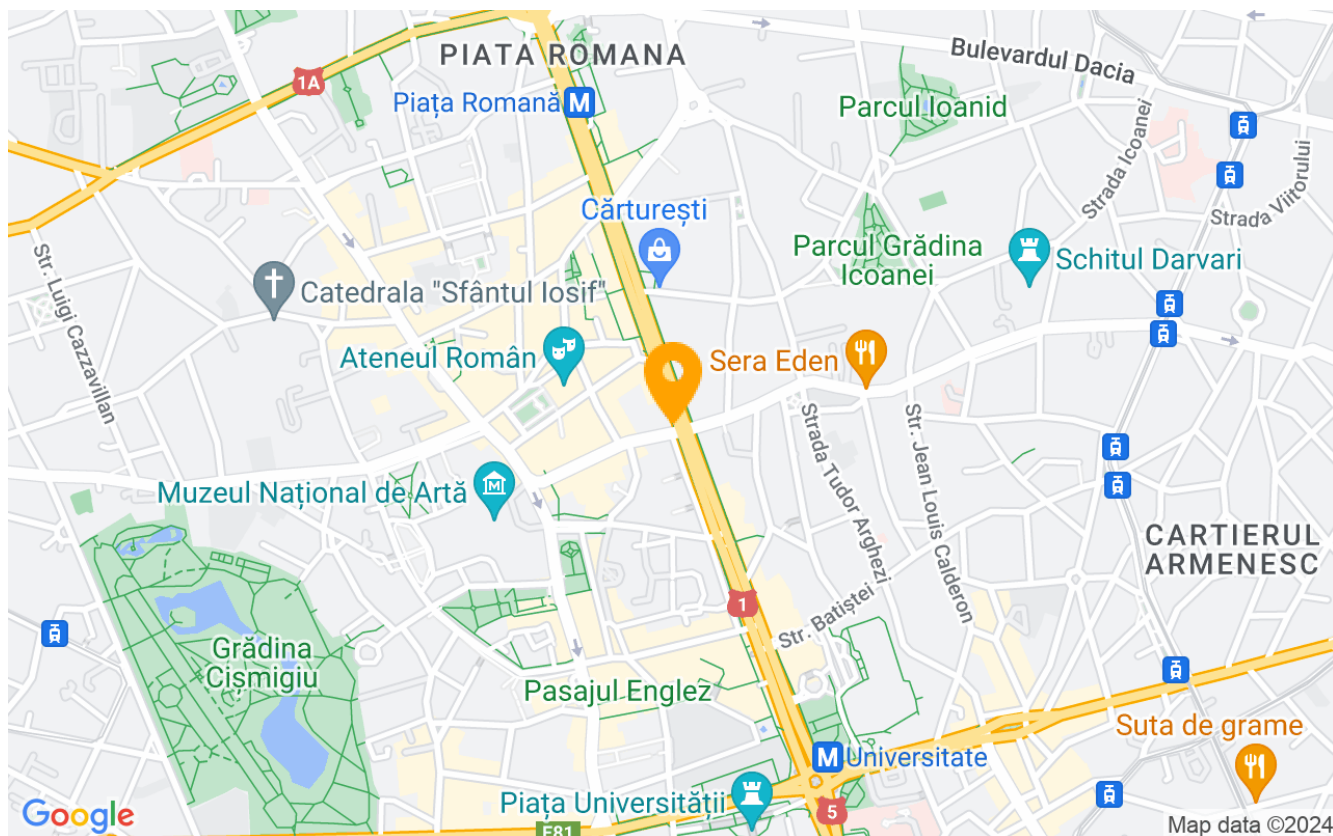 PIATA ROMANA
Bulevardul Dacia
1A
Piața Romană
M
Parcul Ioanid
Strada Icoanei
Strada Viitorului
Cărturești
Parcul Grădina
Icoanei
Schitul Darvari
Str. Luigi Cazzavillan
Catedrala "Sfântul Iosif"
Ateneul Român
Sera Eden
Strada Tudor Arghezi
Str. Jean Louis Calderon
Muzeul Național de Artă
M
CARTIERUL
ARMENESC
1
Str. Batiștei
Grădina
Cișmigiu
Pasajul Englez
Suta de grame
M
Universitate
Piața Universității
5
E81
Google
Map data ©2024